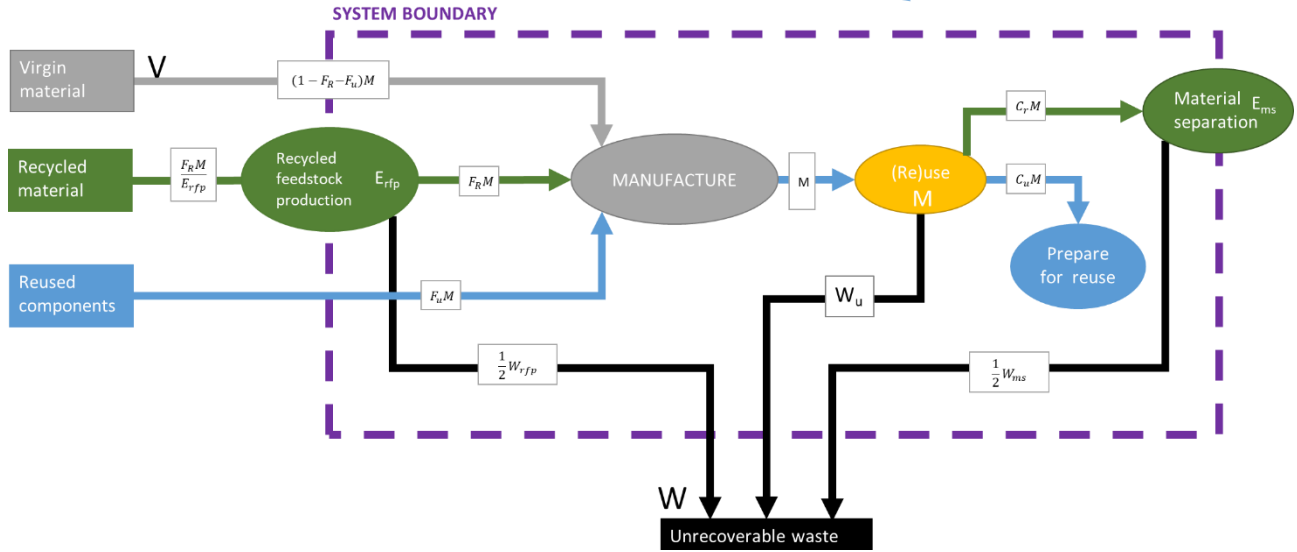 SYSTEM BOUNDARY
Virgin
material
V
(1 − F_R − F_u)M
Recycled
material
F_R M
E_rfp
Recycled
feedstock
production
E_rfp
F_R M
MANUFACTURE
M
(Re)use
M
C_r M
Material
separation
E_ms
C_u M
Prepare
for reuse
Reused
components
F_u M
W_u
1
2
W_rfp
1
2
W_ms
W
Unrecoverable waste